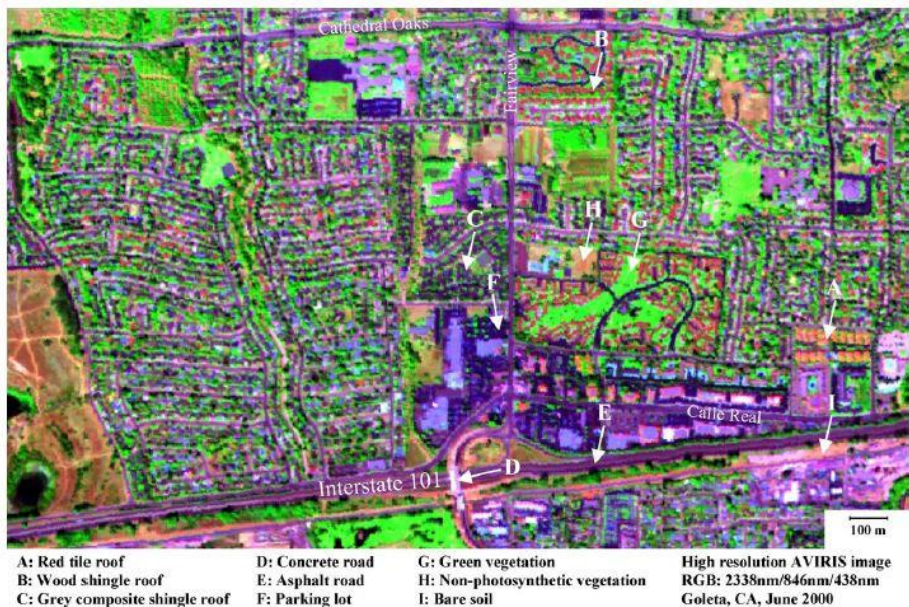 Cathedral Oaks
B
Fairview
C
H
G
F
A
Calle Real
E
I
Interstate 101
D
100 m
A: Red tile roof
B: Wood shingle roof
C: Grey composite shingle roof
D: Concrete road
E: Asphalt road
F: Parking lot
G: Green vegetation
H: Non-photosynthetic vegetation
I: Bare soil
High resolution AVIRIS image
RGB: 2338nm/846nm/438nm
Goleta, CA, June 2000